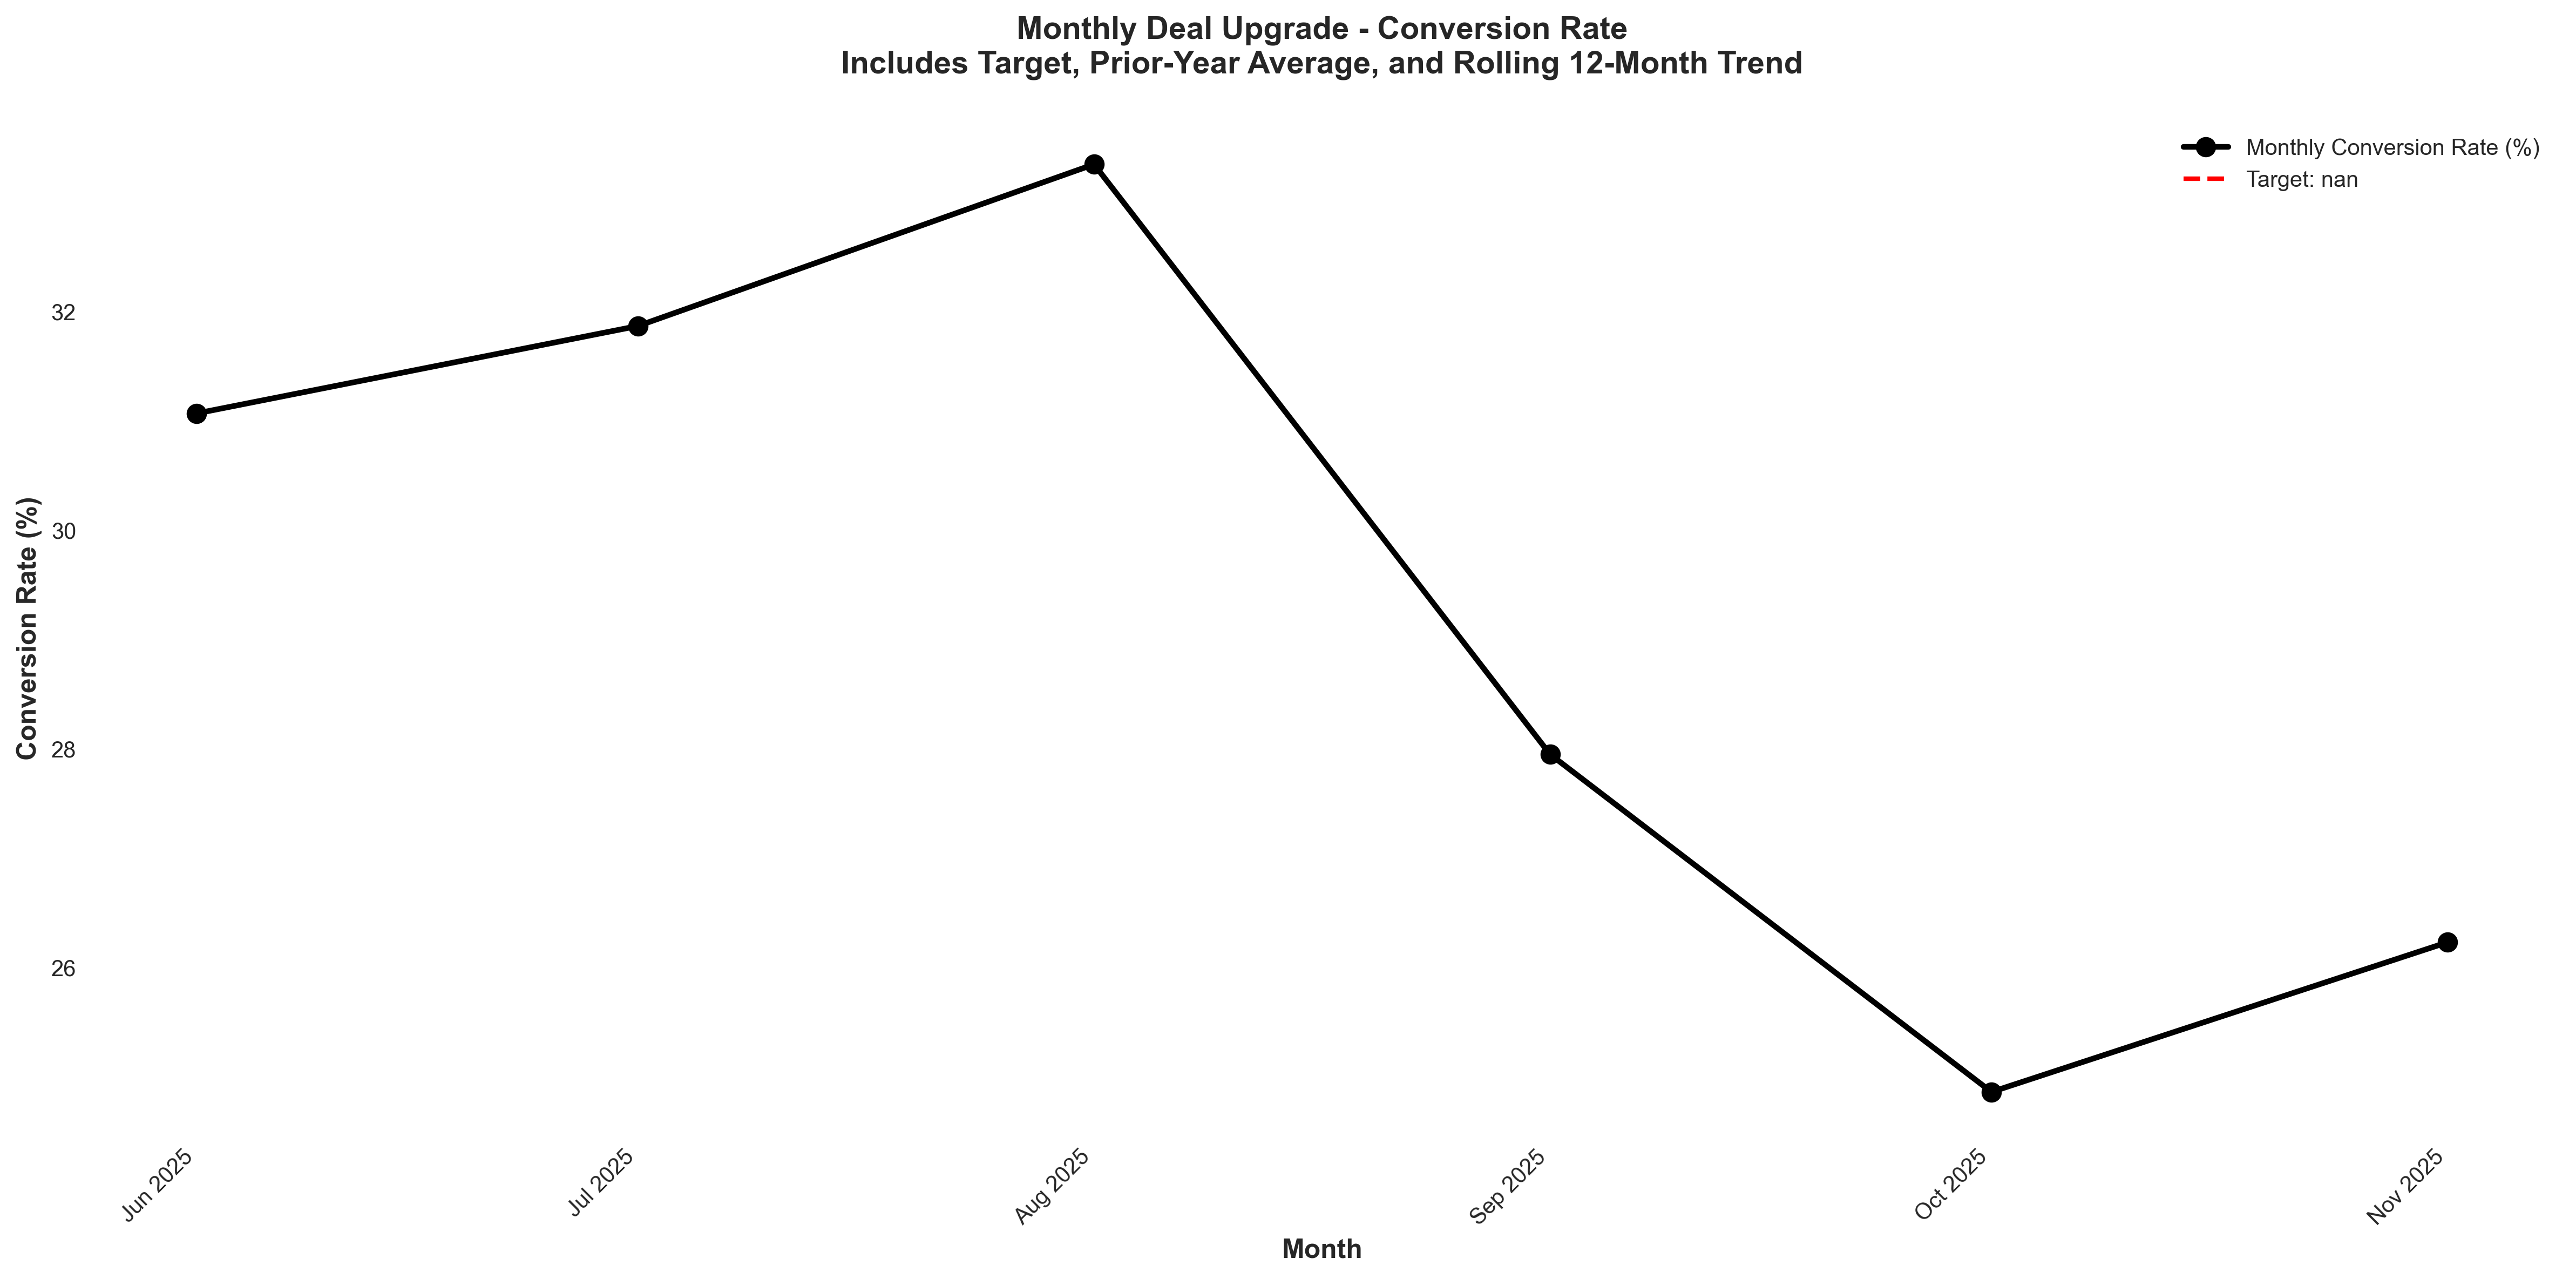 Monthly Deal Upgrade - Conversion Rate
Includes Target, Prior-Year Average, and Rolling 12-Month Trend
Monthly Conversion Rate (%)
Target: nan
Conversion Rate (%)
32
30
28
26
Jun 2025
Jul 2025
Aug 2025
Sep 2025
Oct 2025
Nov 2025
Month